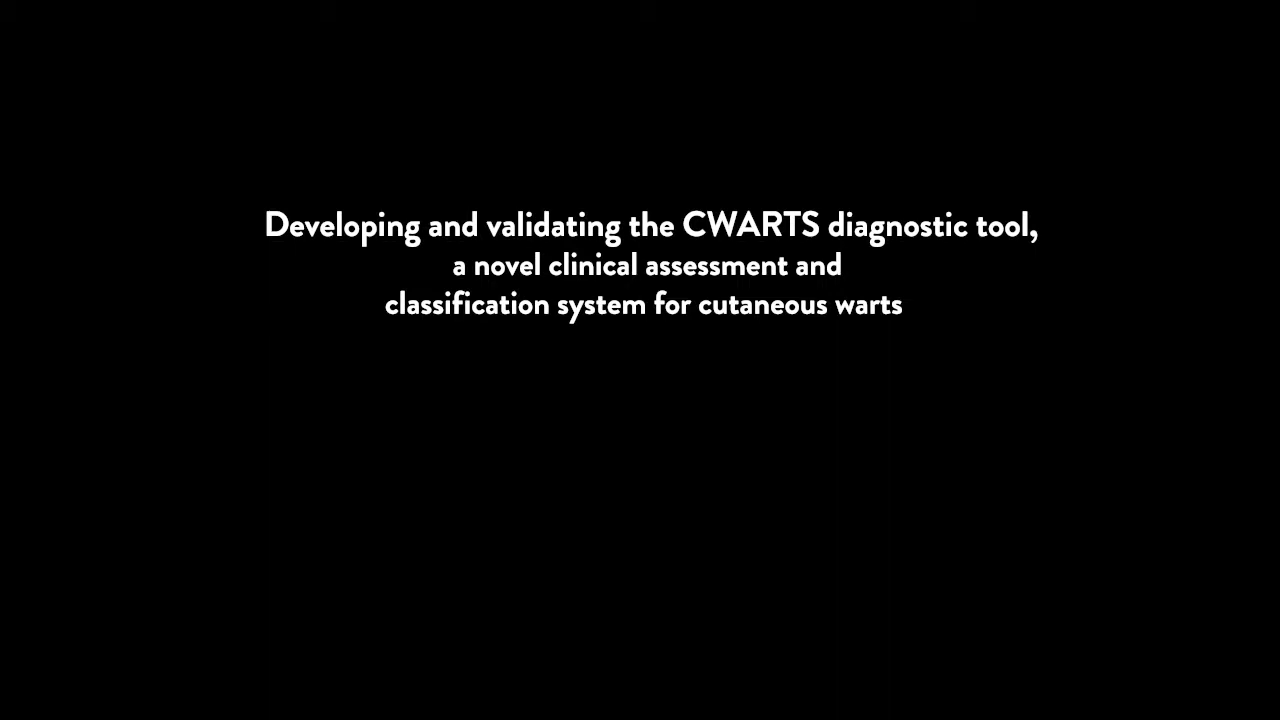 Developing and validating the CWARTS diagnostic tool,
a novel clinical assessment and
classification system for cutaneous warts